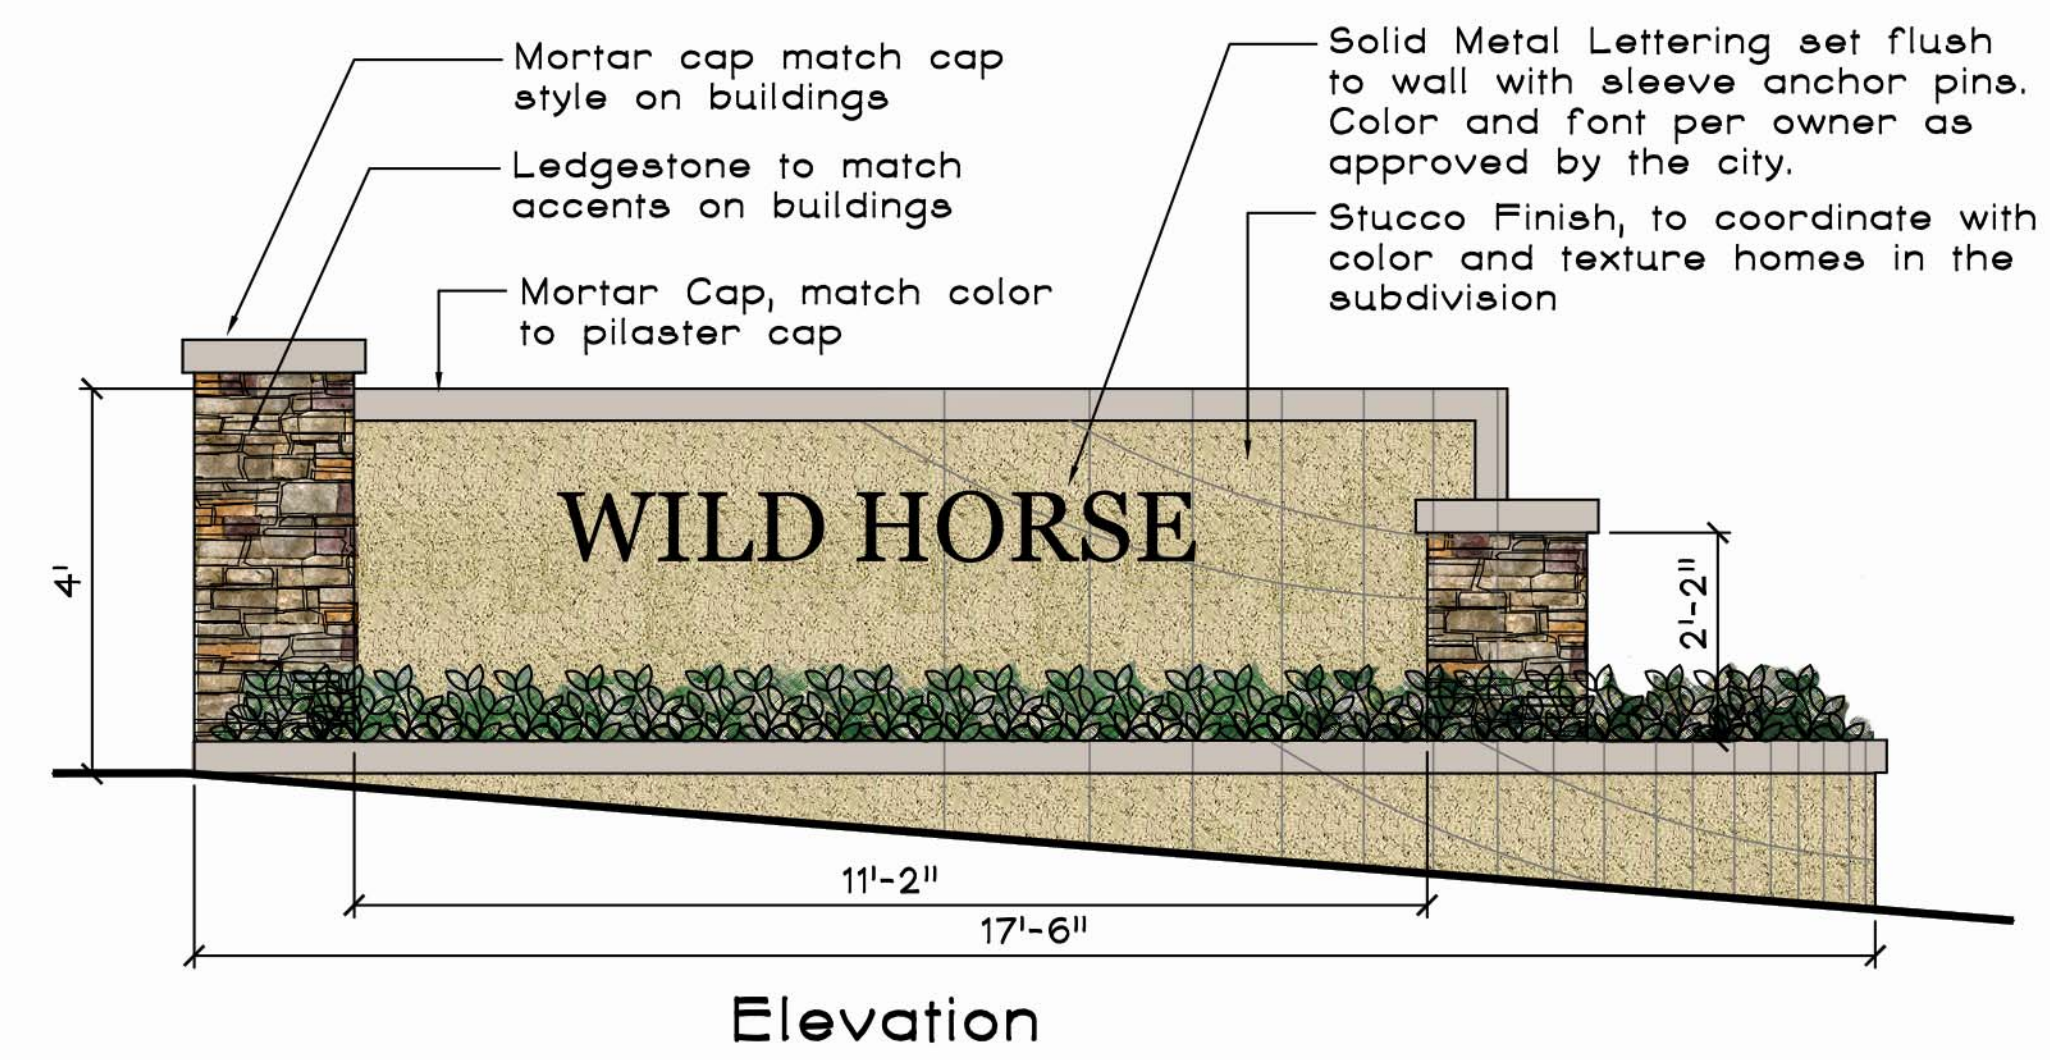 Mortar cap match cap
style on buildings
Ledgestone to match
accents on buildings
Mortar Cap, match color
to pilaster cap
Solid Metal Lettering set flush
to wall with sleeve anchor pins.
Color and font per owner as
approved by the city.
Stucco Finish, to coordinate with
color and texture homes in the
subdivision
WILD HORSE
4'
2'-2"
11'-2"
17'-6"
Elevation